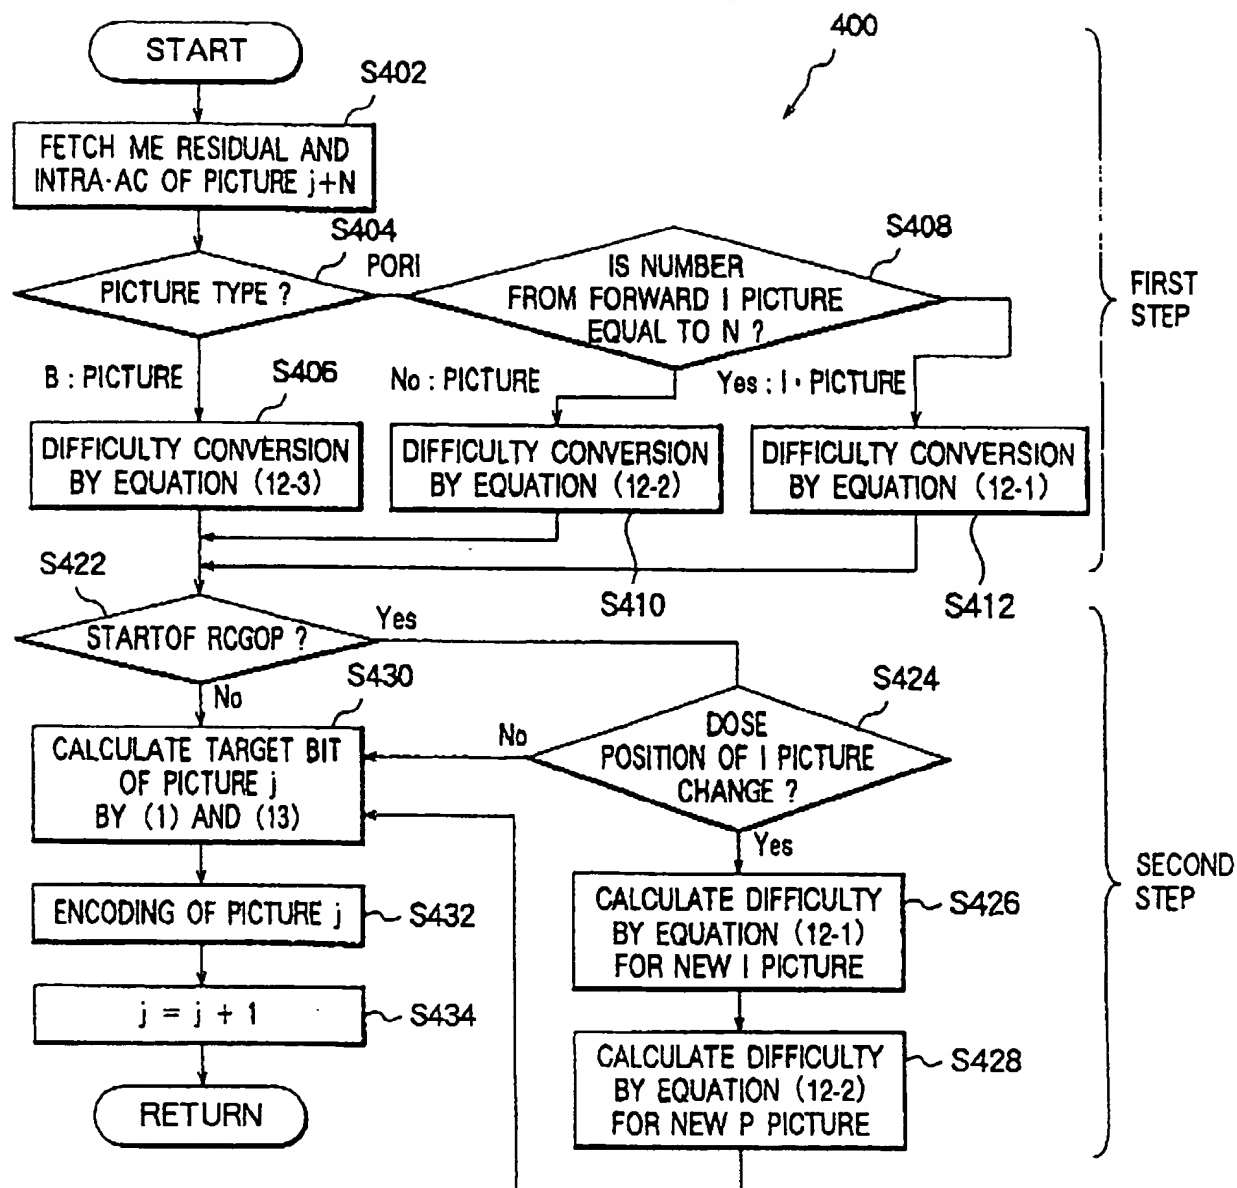 400
START
S402
FETCH ME RESIDUAL AND
INTRA·AC OF PICTURE j+N
S404
PICTURE TYPE ?
PORI
S408
IS NUMBER
FROM FORWARD I PICTURE
EQUAL TO N ?
FIRST
STEP
B : PICTURE
S406
No : PICTURE
Yes : I · PICTURE
DIFFICULTY CONVERSION
BY EQUATION (12-3)
DIFFICULTY CONVERSION
BY EQUATION (12-2)
DIFFICULTY CONVERSION
BY EQUATION (12-1)
S410
S412
S422
STARTOF RCGOP ?
Yes
No
S430
CALCULATE TARGET BIT
OF PICTURE j
BY (1) AND (13)
S424
DOSE
POSITION OF I PICTURE
CHANGE ?
No
Yes
SECOND
STEP
ENCODING OF PICTURE j
S432
CALCULATE DIFFICULTY
BY EQUATION (12-1)
FOR NEW I PICTURE
S426
j = j + 1
S434
CALCULATE DIFFICULTY
BY EQUATION (12-2)
FOR NEW P PICTURE
S428
RETURN